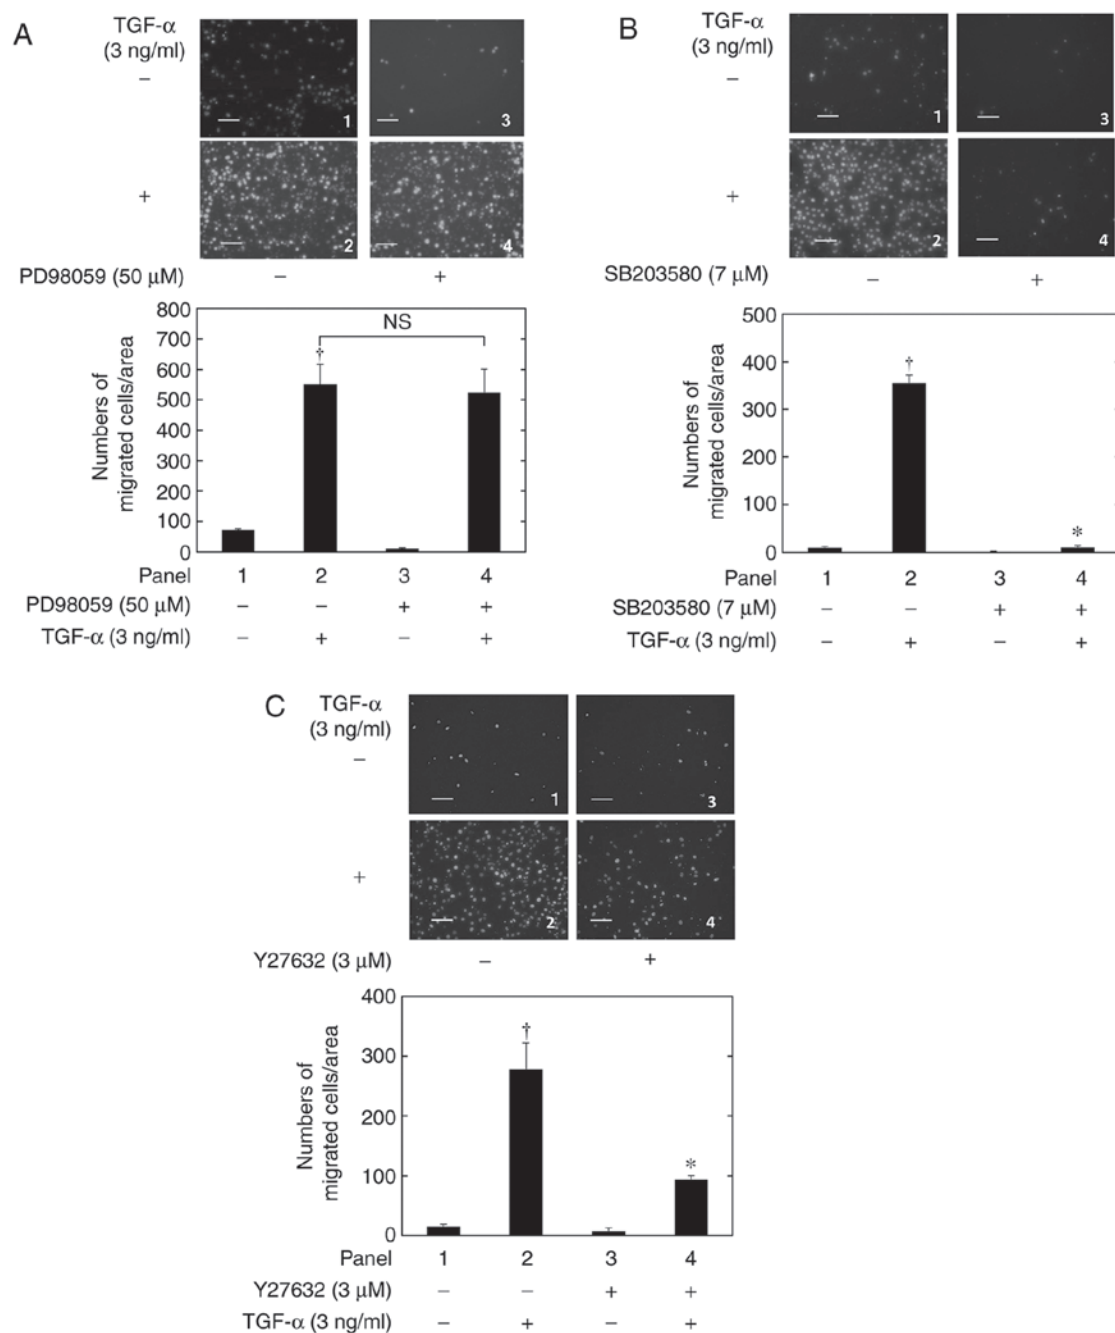 A
TGF-α
(3 ng/ml)
−
1
3
+
2
4
PD98059 (50 μM) − +
NS
†
800
700
600
500
400
300
200
100
0
Numbers of
migrated cells/area
Panel 1 2 3 4
PD98059 (50 μM) − − + +
TGF-α (3 ng/ml) − + − +
B
TGF-α
(3 ng/ml)
−
1
3
+
2
4
SB203580 (7 μM) − +
500
400
300
200
100
0
†
*
Numbers of
migrated cells/area
Panel 1 2 3 4
SB203580 (7 μM) − − + +
TGF-α (3 ng/ml) − + − +
C
TGF-α
(3 ng/ml)
−
1
3
+
2
4
Y27632 (3 μM) − +
400
300
200
100
0
†
*
Numbers of
migrated cells/area
Panel 1 2 3 4
Y27632 (3 μM) − − + +
TGF-α (3 ng/ml) − + − +